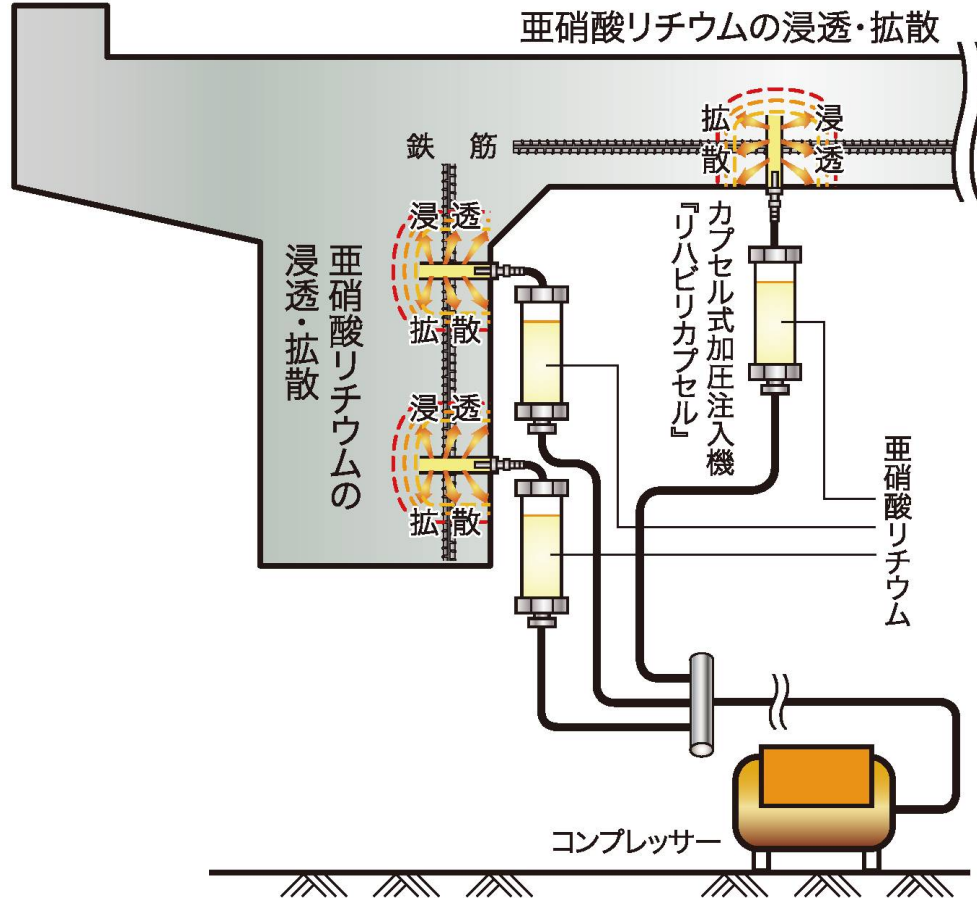 亜硝酸リチウムの浸透・拡散
拡 浸
散 透
鉄 筋
浸 透
拡 散
亜硝酸リチウムの
浸透・拡散
カプセル式加圧注入機
『リハビリカプセル』
浸 透
拡 散
亜硝酸リチウム
コンプレッサー